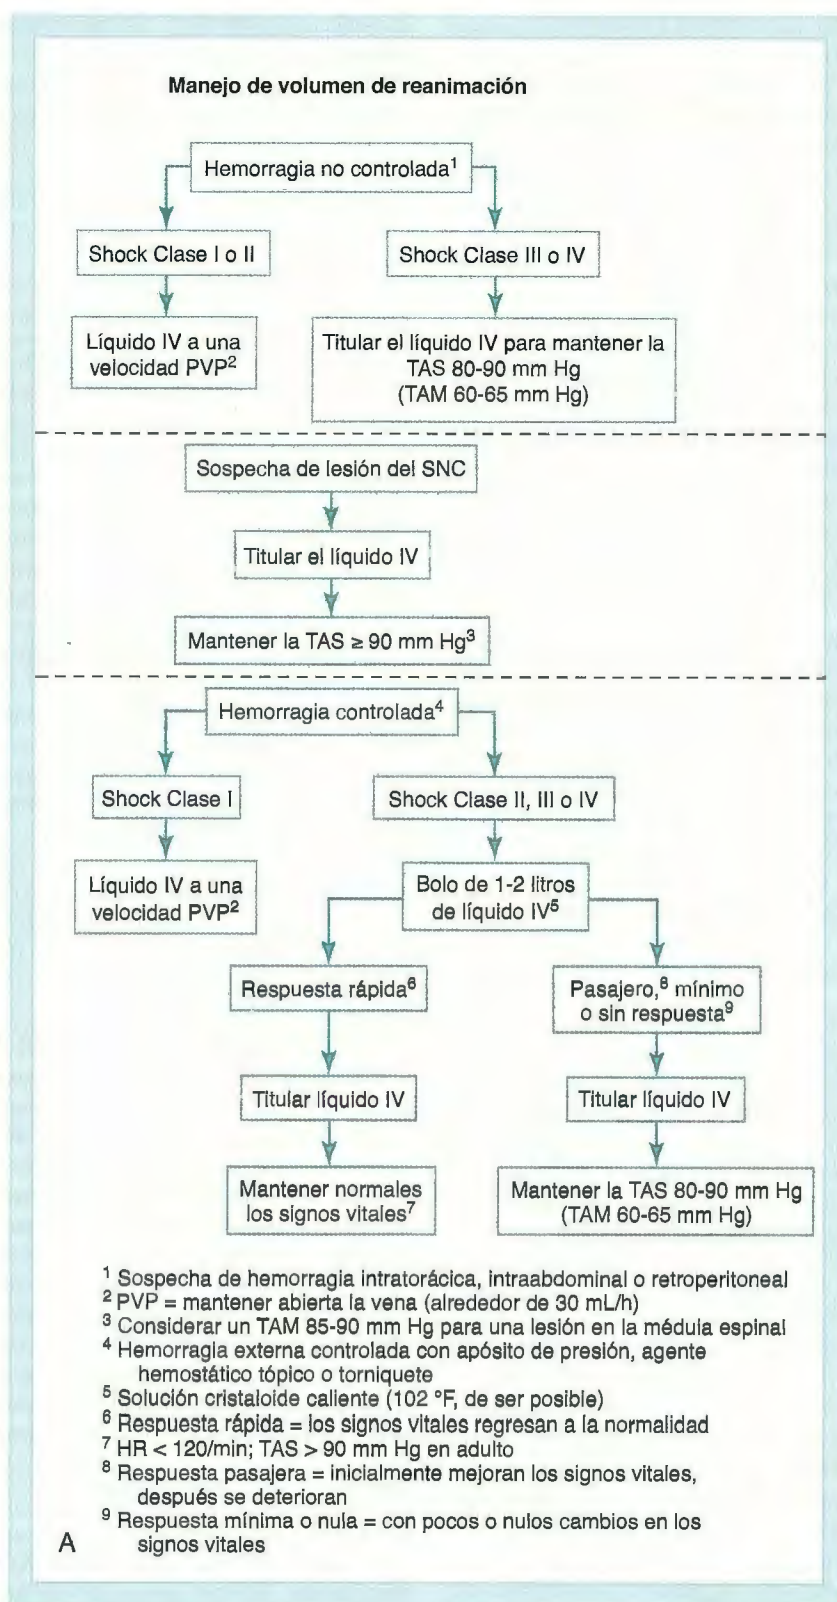 Manejo de volumen de reanimación
Hemorragia no controlada¹
Shock Clase I o II
Shock Clase III o IV
Líquido IV a una
velocidad PVP²
Titular el líquido IV para mantener la
TAS 80-90 mm Hg
(TAM 60-65 mm Hg)
Sospecha de lesión del SNC
Titular el líquido IV
Mantener la TAS ≥ 90 mm Hg³
Hemorragia controlada⁴
Shock Clase I
Shock Clase II, III o IV
Líquido IV a una
velocidad PVP²
Bolo de 1-2 litros
de líquido IV⁵
Respuesta rápida⁶
Pasajero,⁸ mínimo
o sin respuesta⁹
Titular líquido IV
Titular líquido IV
Mantener normales
los signos vitales⁷
Mantener la TAS 80-90 mm Hg
(TAM 60-65 mm Hg)
¹ Sospecha de hemorragia intratorácica, intraabdominal o retroperitoneal
² PVP = mantener abierta la vena (alrededor de 30 mL/h)
³ Considerar un TAM 85-90 mm Hg para una lesión en la médula espinal
⁴ Hemorragia externa controlada con apósito de presión, agente
hemostático tópico o torniquete
⁵ Solución cristaloide caliente (102 °F, de ser posible)
⁶ Respuesta rápida = los signos vitales regresan a la normalidad
⁷ HR < 120/min; TAS > 90 mm Hg en adulto
⁸ Respuesta pasajera = inicialmente mejoran los signos vitales,
después se deterioran
⁹ Respuesta mínima o nula = con pocos o nulos cambios en los
signos vitales
A